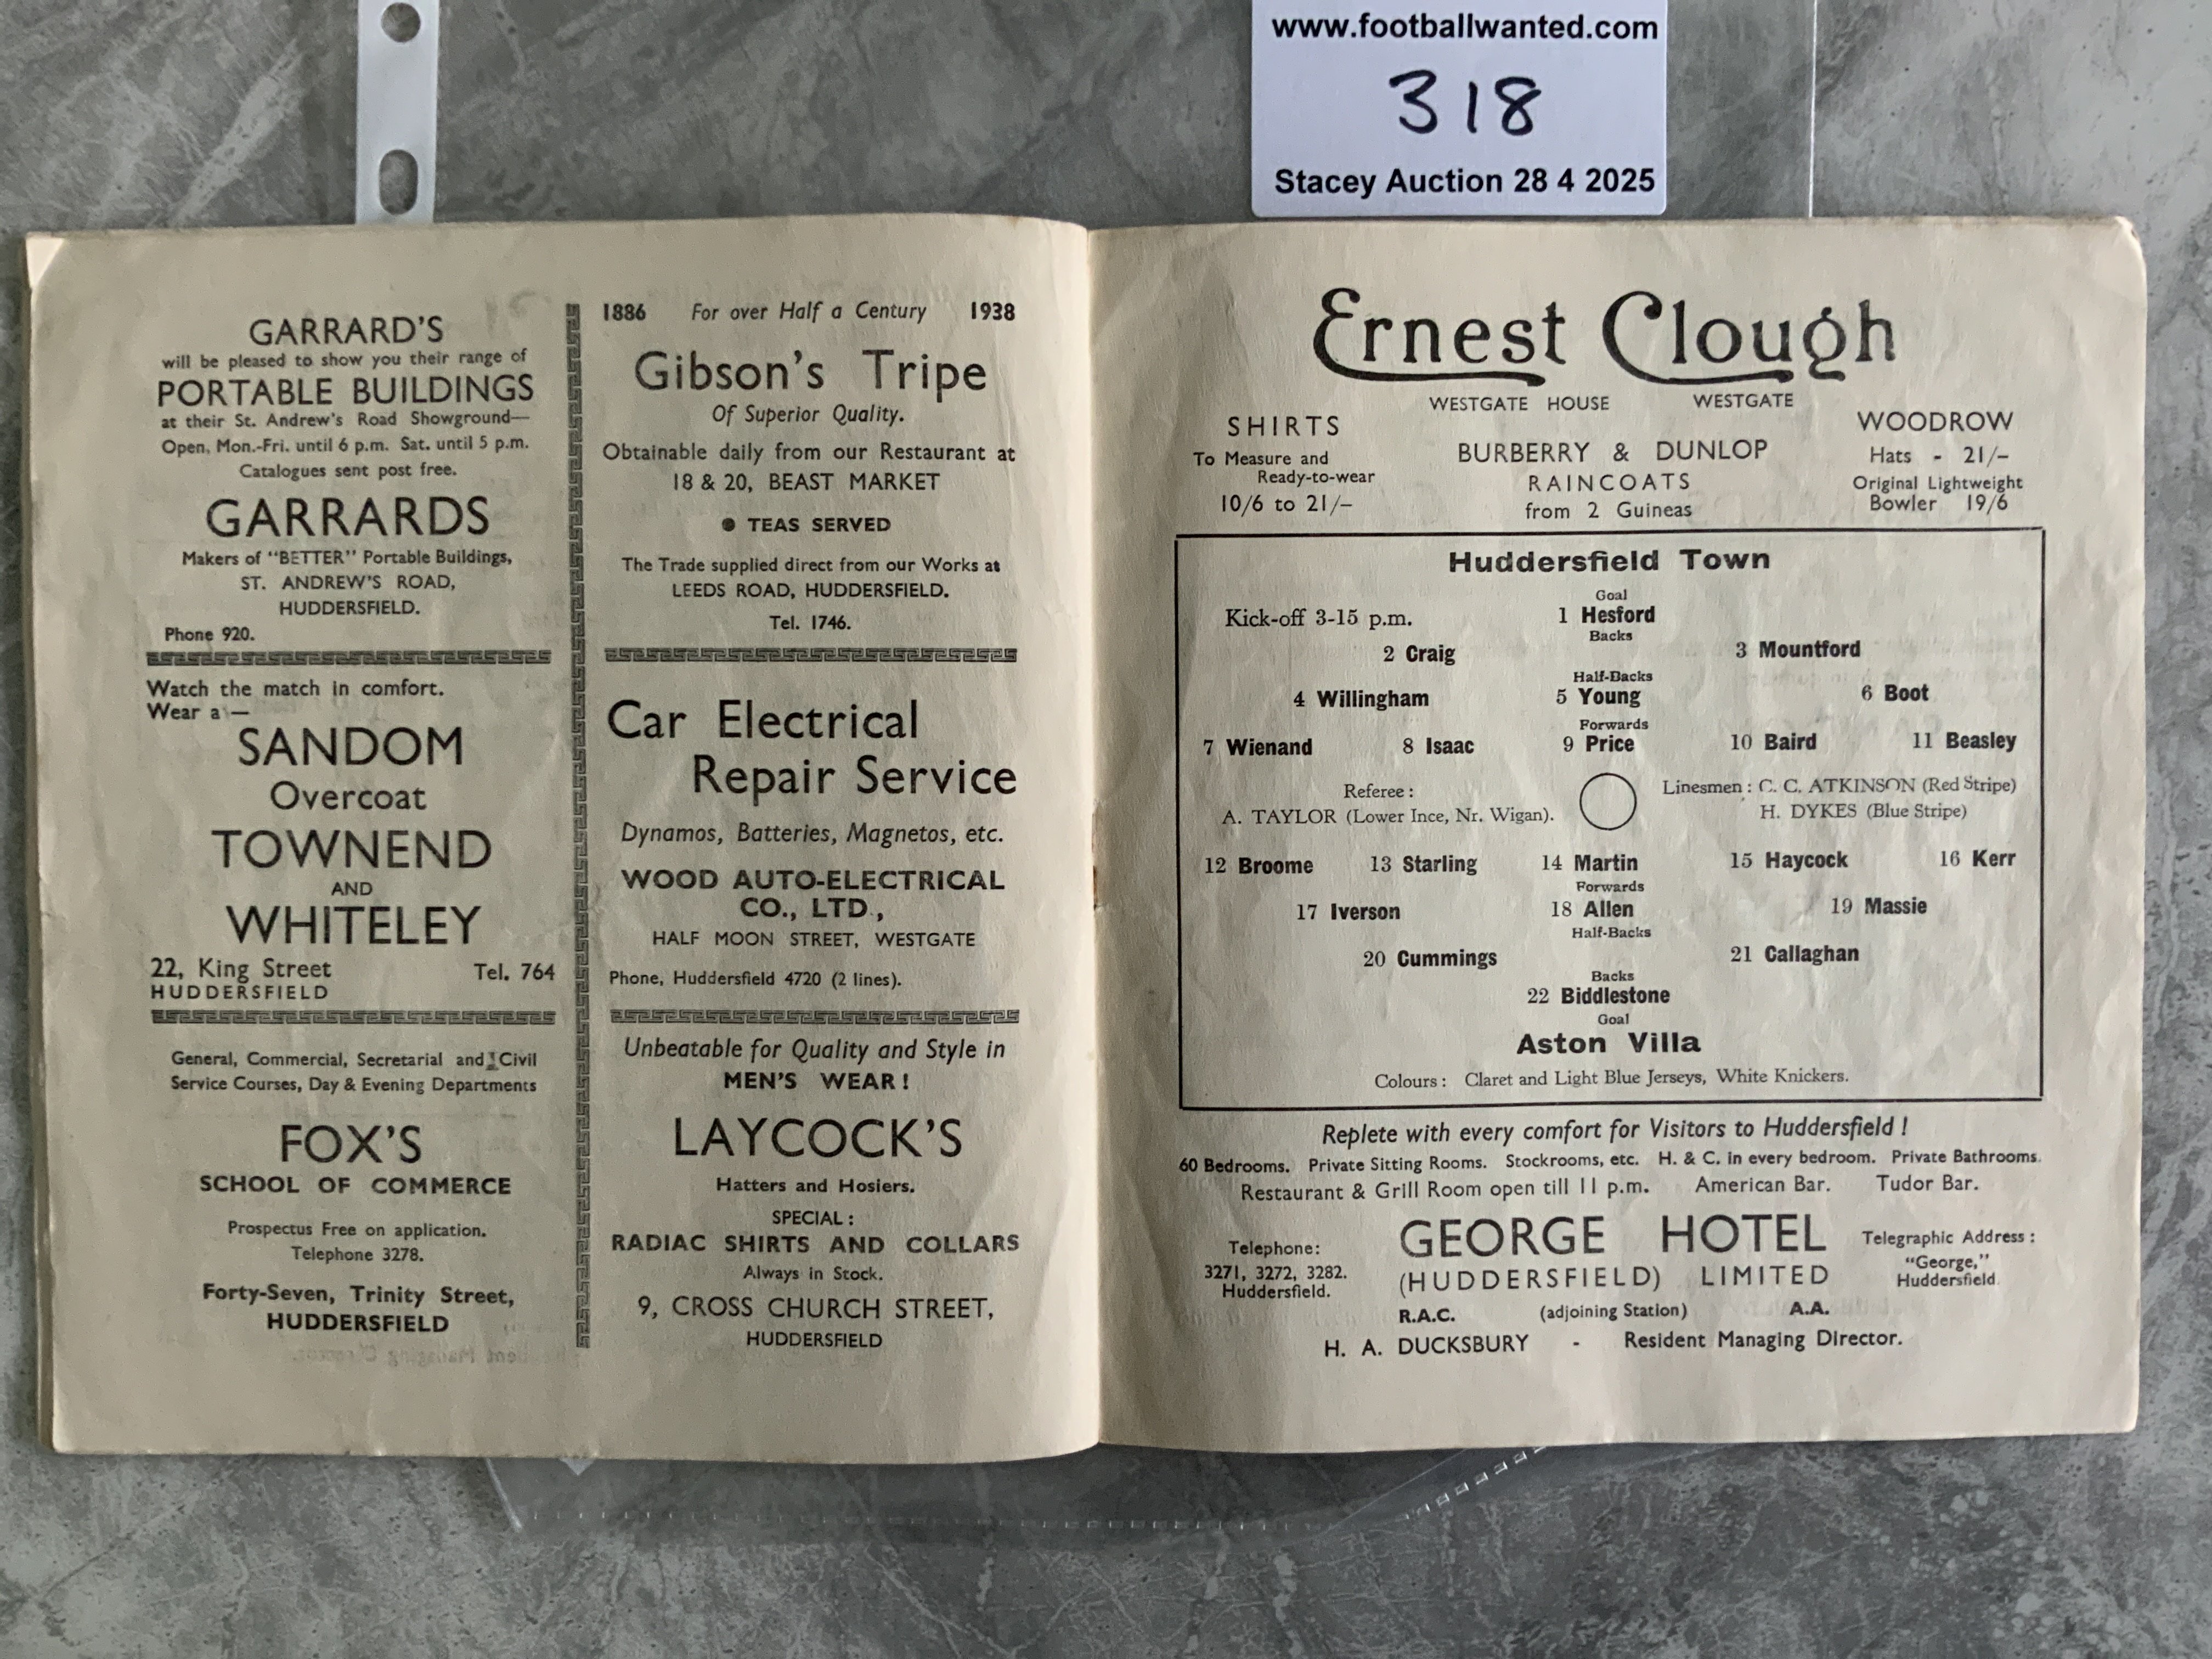 www.footballwanted.com
318
Stacey Auction 28 4 2025
GARRARD'S
will be pleased to show you their range of
PORTABLE BUILDINGS
at their St. Andrew's Road Showground—
Open, Mon.-Fri. until 6 p.m. Sat. until 5 p.m.
Catalogues sent post free.
GARRARDS
Makers of "BETTER" Portable Buildings,
ST. ANDREW'S ROAD,
HUDDERSFIELD.
Phone 920.
Watch the match in comfort.
Wear a —
SANDOM
Overcoat
TOWNEND
AND
WHITELEY
22, King Street Tel. 764
HUDDERSFIELD
General, Commercial, Secretarial and Civil
Service Courses, Day & Evening Departments
FOX'S
SCHOOL OF COMMERCE
Prospectus Free on application.
Telephone 3278.
Forty-Seven, Trinity Street,
HUDDERSFIELD
1886 For over Half a Century 1938
Gibson's Tripe
Of Superior Quality.
Obtainable daily from our Restaurant at
18 & 20, BEAST MARKET
● TEAS SERVED
The Trade supplied direct from our Works at
LEEDS ROAD, HUDDERSFIELD.
Tel. 1746.
Car Electrical
Repair Service
Dynamos, Batteries, Magnetos, etc.
WOOD AUTO-ELECTRICAL
CO., LTD.,
HALF MOON STREET, WESTGATE
Phone, Huddersfield 4720 (2 lines).
Unbeatable for Quality and Style in
MEN'S WEAR!
LAYCOCK'S
Hatters and Hosiers.
SPECIAL:
RADIAC SHIRTS AND COLLARS
Always in Stock.
9, CROSS CHURCH STREET,
HUDDERSFIELD
Ernest Clough
WESTGATE HOUSE WESTGATE
SHIRTS
To Measure and
Ready-to-wear
10/6 to 21/–
BURBERRY & DUNLOP
RAINCOATS
from 2 Guineas
WOODROW
Hats - 21/–
Original Lightweight
Bowler 19/6
Huddersfield Town
Goal
Kick-off 3-15 p.m. 1 Hesford
Backs
2 Craig 3 Mountford
Half-Backs
4 Willingham 5 Young 6 Boot
Forwards
7 Wienand 8 Isaac 9 Price 10 Baird 11 Beasley
Referee:
A. TAYLOR (Lower Ince, Nr. Wigan).
Linesmen: C. C. ATKINSON (Red Stripe)
H. DYKES (Blue Stripe)
12 Broome 13 Starling 14 Martin 15 Haycock 16 Kerr
Forwards
17 Iverson 18 Allen 19 Massie
Half-Backs
20 Cummings 21 Callaghan
Backs
22 Biddlestone
Goal
Aston Villa
Colours: Claret and Light Blue Jerseys, White Knickers.
Replete with every comfort for Visitors to Huddersfield!
60 Bedrooms. Private Sitting Rooms. Stockrooms, etc. H. & C. in every bedroom. Private Bathrooms.
Restaurant & Grill Room open till 11 p.m. American Bar. Tudor Bar.
Telephone:
3271, 3272, 3282.
Huddersfield.
GEORGE HOTEL
(HUDDERSFIELD) LIMITED
R.A.C. (adjoining Station) A.A.
Telegraphic Address:
"George,"
Huddersfield
H. A. DUCKSBURY - Resident Managing Director.